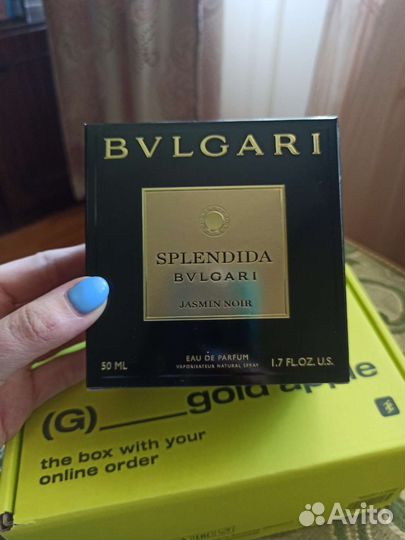 BVLGARI
SPLENDIDA
BVLGARI
JASMIN NOIR
50 ML
EAU DE PARFUM
VAPORISATEUR NATURAL SPRAY
1.7 FL.OZ. U.S.
(G)____gold apple
the box with your
online order
Avito